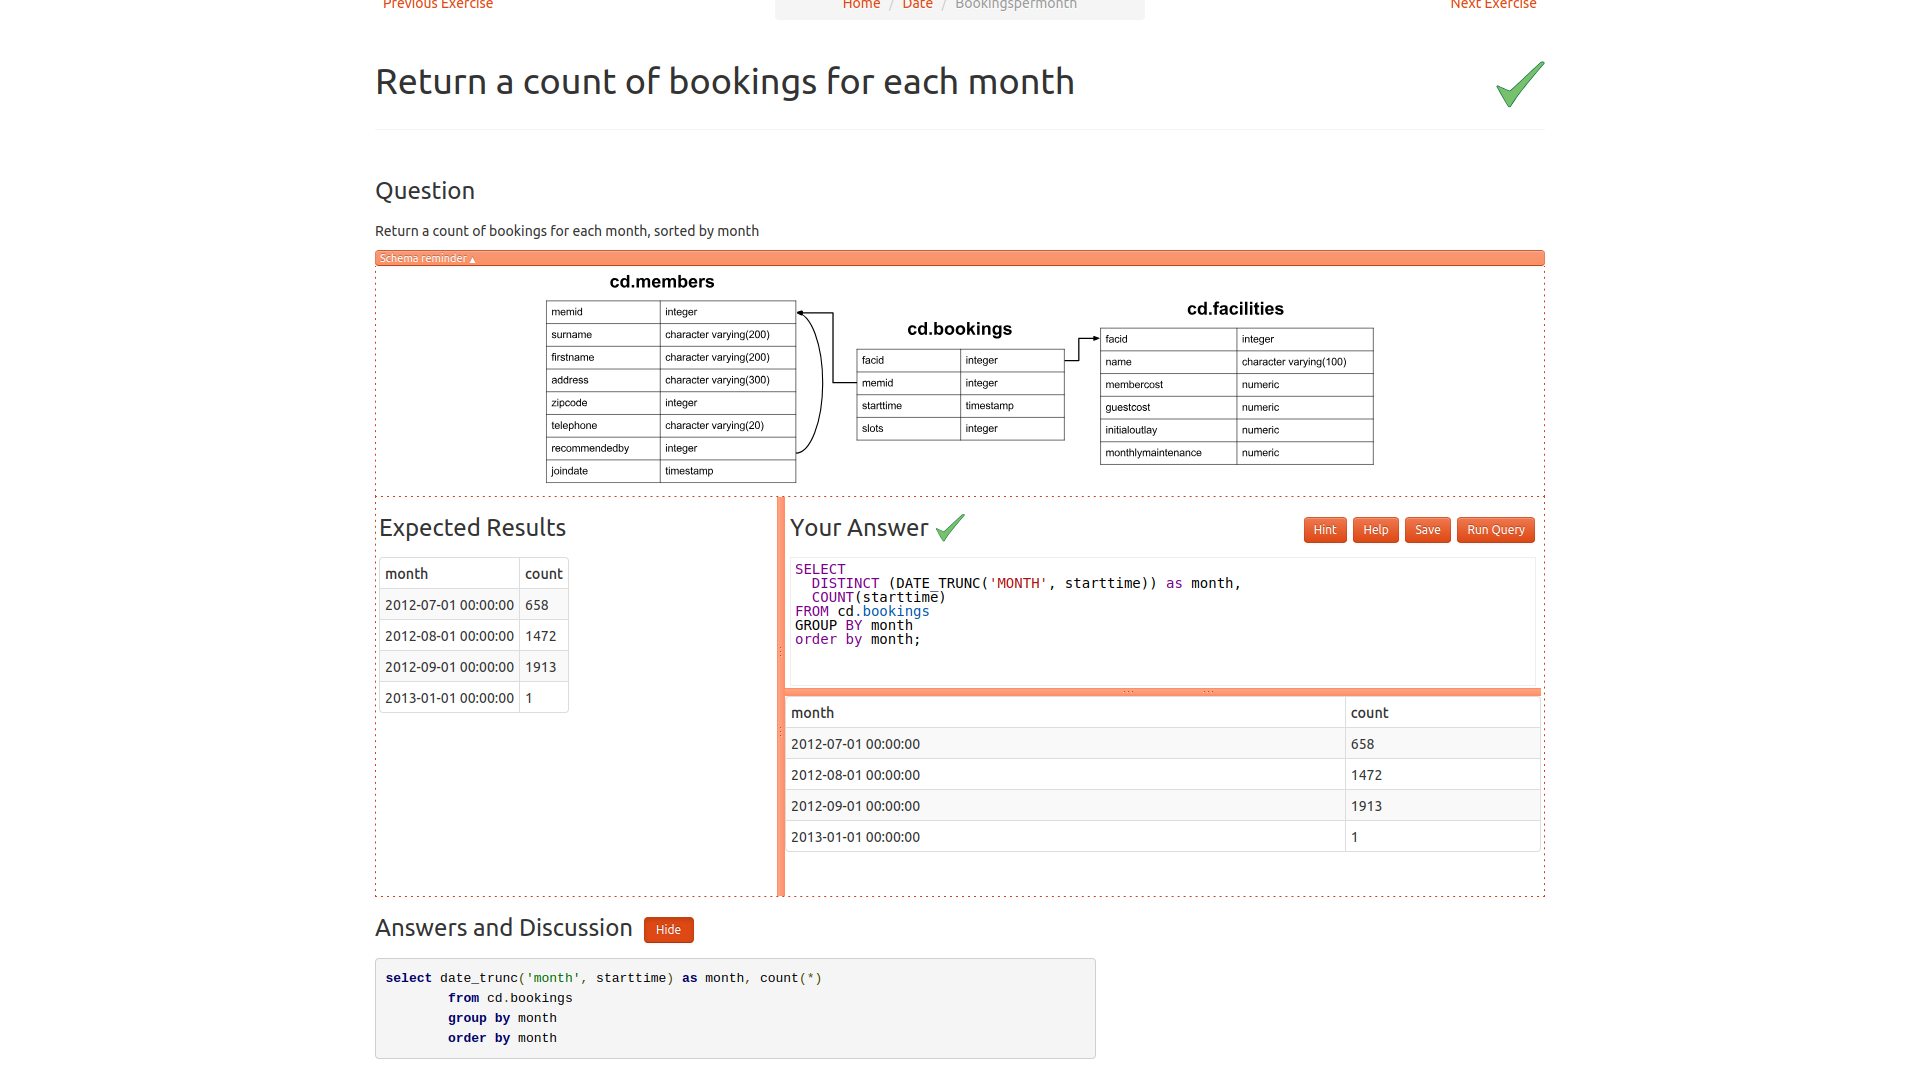 Previous Exercise
Home / Date / Bookingspermonth
Next Exercise
Return a count of bookings for each month
Question
Return a count of bookings for each month, sorted by month
Schema reminder ▲
cd.members
memid integer
surname character varying(200)
firstname character varying(200)
address character varying(300)
zipcode integer
telephone character varying(20)
recommendedby integer
joindate timestamp
cd.bookings
facid integer
memid integer
starttime timestamp
slots integer
cd.facilities
facid integer
name character varying(100)
membercost numeric
guestcost numeric
initialoutlay numeric
monthlymaintenance numeric
Expected Results
month count
2012-07-01 00:00:00 658
2012-08-01 00:00:00 1472
2012-09-01 00:00:00 1913
2013-01-01 00:00:00 1
Your Answer
Hint Help Save Run Query
SELECT
DISTINCT (DATE_TRUNC('MONTH', starttime)) as month,
COUNT(starttime)
FROM cd.bookings
GROUP BY month
order by month;
month count
2012-07-01 00:00:00 658
2012-08-01 00:00:00 1472
2012-09-01 00:00:00 1913
2013-01-01 00:00:00 1
Answers and Discussion Hide
select date_trunc('month', starttime) as month, count(*)
from cd.bookings
group by month
order by month